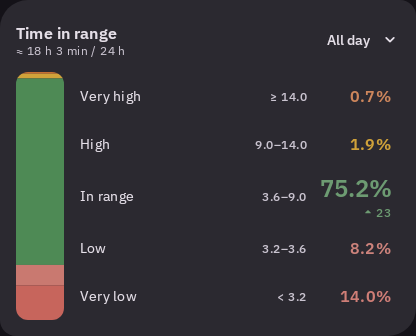 Time in range
≈ 18 h 3 min / 24 h
All day
Very high ≥ 14.0 0.7%
High 9.0–14.0 1.9%
In range 3.6–9.0 75.2%
23
Low 3.2–3.6 8.2%
Very low < 3.2 14.0%